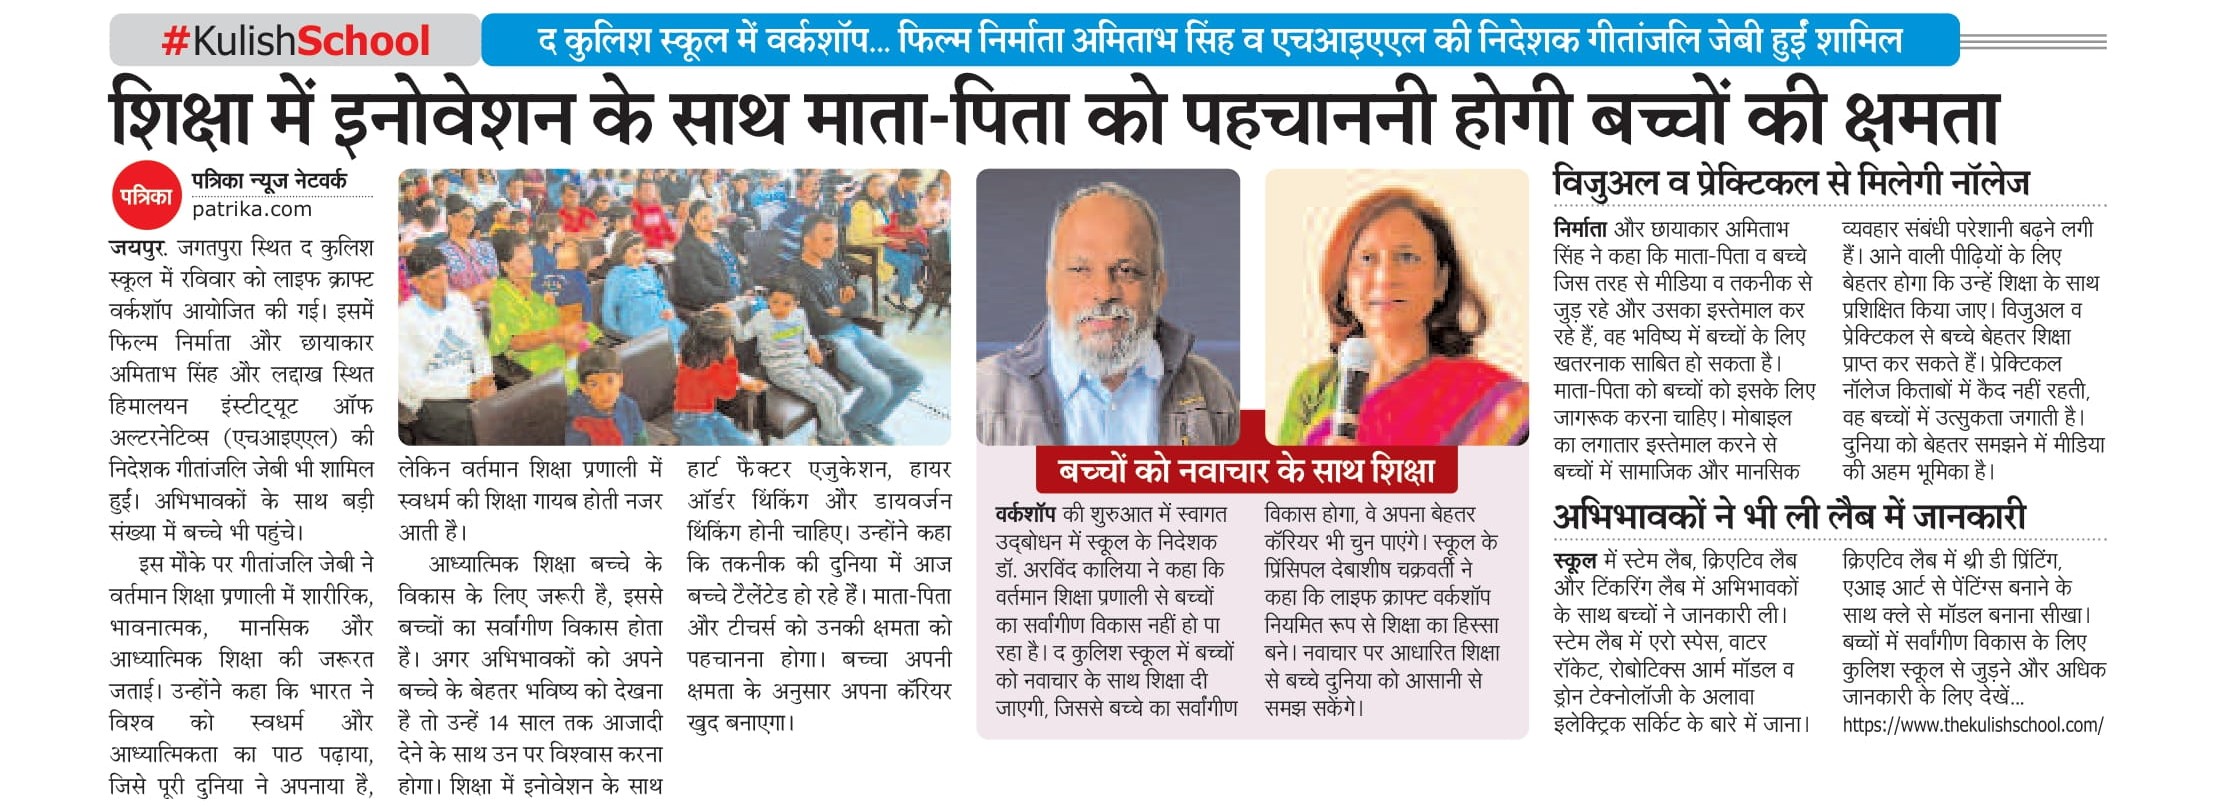 #KulishSchool
द कुलिश स्कूल में वर्कशॉप... फिल्म निर्माता अमिताभ सिंह व एचआइएएल की निदेशक गीतांजलि जेबी हुईं शामिल
शिक्षा में इनोवेशन के साथ माता-पिता को पहचाननी होगी बच्चों की क्षमता
पत्रिका
पत्रिका न्यूज नेटवर्क
patrika.com
जयपुर. जगतपुरा स्थित द कुलिश
स्कूल में रविवार को लाइफ क्राफ्ट
वर्कशॉप आयोजित की गई। इसमें
फिल्म निर्माता और छायाकार
अमिताभ सिंह और लद्दाख स्थित
हिमालयन इंस्टीट्यूट ऑफ
अल्टरनेटिव्स (एचआइएएल) की
निदेशक गीतांजलि जेबी भी शामिल
हुईं। अभिभावकों के साथ बड़ी
संख्या में बच्चे भी पहुंचे।
इस मौके पर गीतांजलि जेबी ने
वर्तमान शिक्षा प्रणाली में शारीरिक,
भावनात्मक, मानसिक और
आध्यात्मिक शिक्षा की जरूरत
जताई। उन्होंने कहा कि भारत ने
विश्व को स्वधर्म और
आध्यात्मिकता का पाठ पढ़ाया,
जिसे पूरी दुनिया ने अपनाया है,
लेकिन वर्तमान शिक्षा प्रणाली में
स्वधर्म की शिक्षा गायब होती नजर
आती है।
आध्यात्मिक शिक्षा बच्चे के
विकास के लिए जरूरी है, इससे
बच्चों का सर्वांगीण विकास होता
है। अगर अभिभावकों को अपने
बच्चे के बेहतर भविष्य को देखना
है तो उन्हें 14 साल तक आजादी
देने के साथ उन पर विश्वास करना
होगा। शिक्षा में इनोवेशन के साथ
हार्ट फैक्टर एजुकेशन, हायर
ऑर्डर थिंकिंग और डायवर्जन
थिंकिंग होनी चाहिए। उन्होंने कहा
कि तकनीक की दुनिया में आज
बच्चे टैलेंटेड हो रहे हैं। माता-पिता
और टीचर्स को उनकी क्षमता को
पहचानना होगा। बच्चा अपनी
क्षमता के अनुसार अपना कॅरियर
खुद बनाएगा।
बच्चों को नवाचार के साथ शिक्षा
वर्कशॉप की शुरुआत में स्वागत
उद्बोधन में स्कूल के निदेशक
डॉ. अरविंद कालिया ने कहा कि
वर्तमान शिक्षा प्रणाली से बच्चों
का सर्वांगीण विकास नहीं हो पा
रहा है। द कुलिश स्कूल में बच्चों
को नवाचार के साथ शिक्षा दी
जाएगी, जिससे बच्चे का सर्वांगीण
विकास होगा, वे अपना बेहतर
कॅरियर भी चुन पाएंगे। स्कूल के
प्रिंसिपल देबाशीष चक्रवर्ती ने
कहा कि लाइफ क्राफ्ट वर्कशॉप
नियमित रूप से शिक्षा का हिस्सा
बने। नवाचार पर आधारित शिक्षा
से बच्चे दुनिया को आसानी से
समझ सकेंगे।
विजुअल व प्रेक्टिकल से मिलेगी नॉलेज
निर्माता और छायाकार अमिताभ
सिंह ने कहा कि माता-पिता व बच्चे
जिस तरह से मीडिया व तकनीक से
जुड़ रहे और उसका इस्तेमाल कर
रहे हैं, वह भविष्य में बच्चों के लिए
खतरनाक साबित हो सकता है।
माता-पिता को बच्चों को इसके लिए
जागरूक करना चाहिए। मोबाइल
का लगातार इस्तेमाल करने से
बच्चों में सामाजिक और मानसिक
व्यवहार संबंधी परेशानी बढ़ने लगी
हैं। आने वाली पीढ़ियों के लिए
बेहतर होगा कि उन्हें शिक्षा के साथ
प्रशिक्षित किया जाए। विजुअल व
प्रेक्टिकल से बच्चे बेहतर शिक्षा
प्राप्त कर सकते हैं। प्रेक्टिकल
नॉलेज किताबों में कैद नहीं रहती,
वह बच्चों में उत्सुकता जगाती है।
दुनिया को बेहतर समझने में मीडिया
की अहम भूमिका है।
अभिभावकों ने भी ली लैब में जानकारी
स्कूल में स्टेम लैब, क्रिएटिव लैब
और टिंकरिंग लैब में अभिभावकों
के साथ बच्चों ने जानकारी ली।
स्टेम लैब में एरो स्पेस, वाटर
रॉकेट, रोबोटिक्स आर्म मॉडल व
ड्रोन टेक्नोलॉजी के अलावा
इलेक्ट्रिक सर्किट के बारे में जाना।
क्रिएटिव लैब में थ्री डी प्रिंटिंग,
एआइ आर्ट से पेंटिंग्स बनाने के
साथ क्ले से मॉडल बनाना सीखा।
बच्चों में सर्वांगीण विकास के लिए
कुलिश स्कूल से जुड़ने और अधिक
जानकारी के लिए देखें...
https://www.thekulishschool.com/